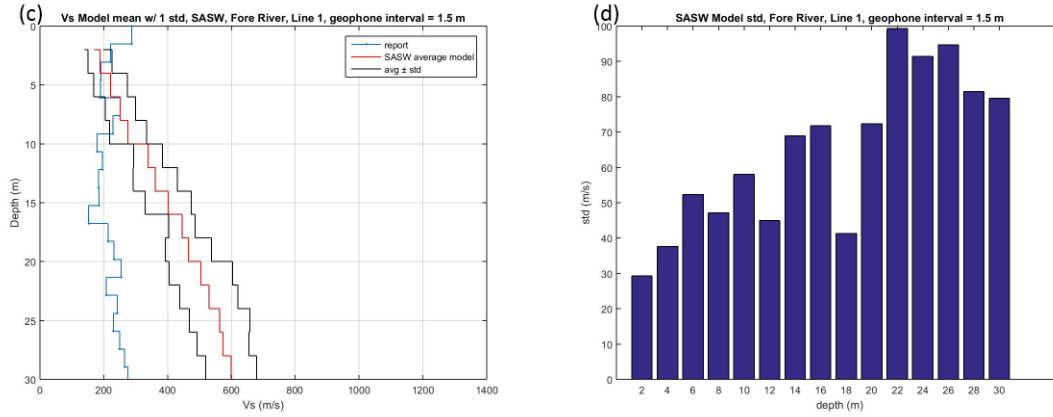 (c)
Vs Model mean w/ 1 std, SASW, Fore River, Line 1, geophone interval = 1.5 m
report
SASW average model
avg ± std
0
5
10
15
20
25
30
Depth (m)
0 200 400 600 800 1000 1200 1400
Vs (m/s)
(d)
SASW Model std, Fore River, Line 1, geophone interval = 1.5 m
100
90
80
70
60
50
40
30
20
10
0
std (m/s)
2 4 6 8 10 12 14 16 18 20 22 24 26 28 30
depth (m)